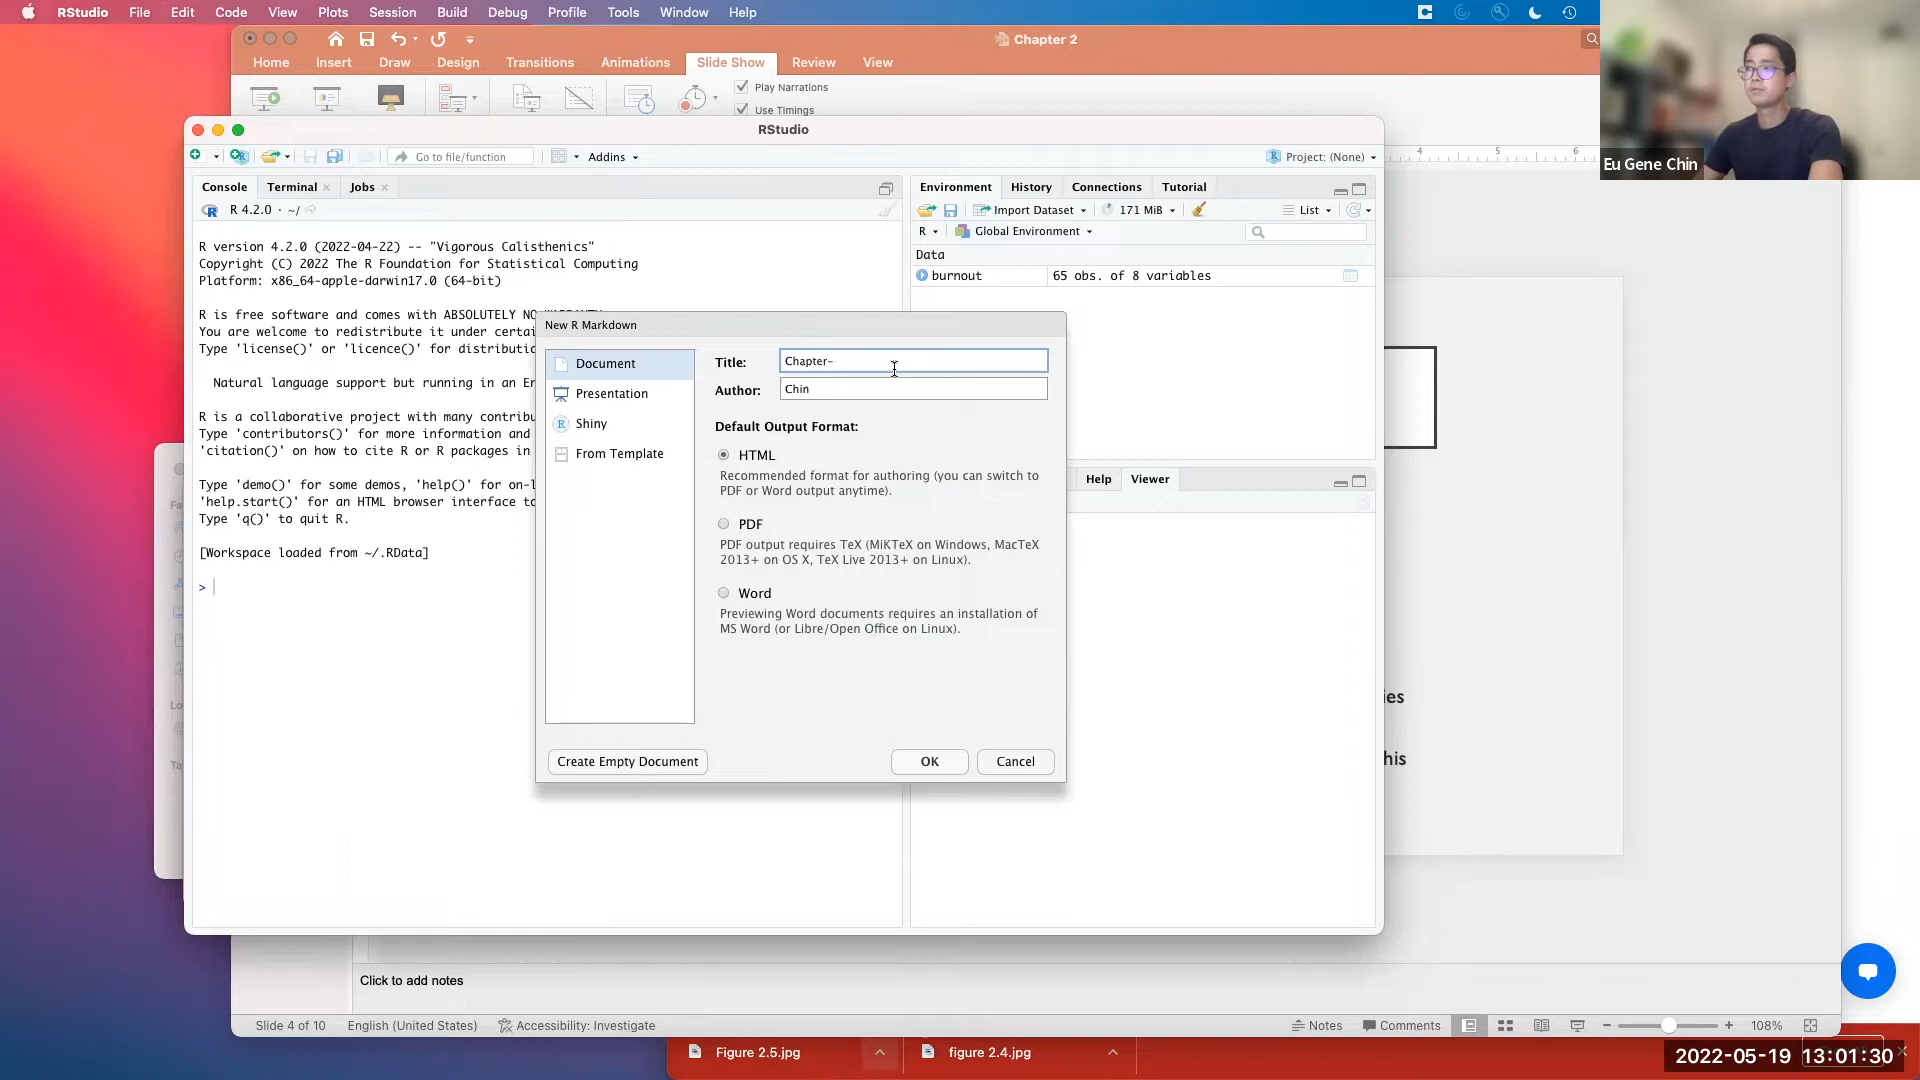 RStudio File Edit Code View Plots Session Build Debug Profile Tools Window Help
Chapter 2
Home Insert Draw Design Transitions Animations Slide Show Review View
Play Narrations
Use Timings
Eu Gene Chin
RStudio
Go to file/function Addins Project: (None)
Console Terminal Jobs
R 4.2.0 · ~/
R version 4.2.0 (2022-04-22) -- "Vigorous Calisthenics"
Copyright (C) 2022 The R Foundation for Statistical Computing
Platform: x86_64-apple-darwin17.0 (64-bit)
R is free software and comes with ABSOLUTELY NO WARRANTY.
You are welcome to redistribute it under certai
Type 'license()' or 'licence()' for distributio
Natural language support but running in an En
R is a collaborative project with many contribu
Type 'contributors()' for more information and
'citation()' on how to cite R or R packages in
Type 'demo()' for some demos, 'help()' for on-l
'help.start()' for an HTML browser interface to
Type 'q()' to quit R.
[Workspace loaded from ~/.RData]
>
Environment History Connections Tutorial
Import Dataset 171 MiB List
R Global Environment
Data
burnout 65 obs. of 8 variables
Help Viewer
New R Markdown
Document
Presentation
Shiny
From Template
Title: Chapter-
Author: Chin
Default Output Format:
HTML
Recommended format for authoring (you can switch to
PDF or Word output anytime).
PDF
PDF output requires TeX (MiKTeX on Windows, MacTeX
2013+ on OS X, TeX Live 2013+ on Linux).
Word
Previewing Word documents requires an installation of
MS Word (or Libre/Open Office on Linux).
Create Empty Document OK Cancel
4 5 6
ies
his
Fa
Lo
Ta
Click to add notes
Slide 4 of 10 English (United States) Accessibility: Investigate Notes Comments 108%
Figure 2.5.jpg figure 2.4.jpg
2022-05-19 13:01:30